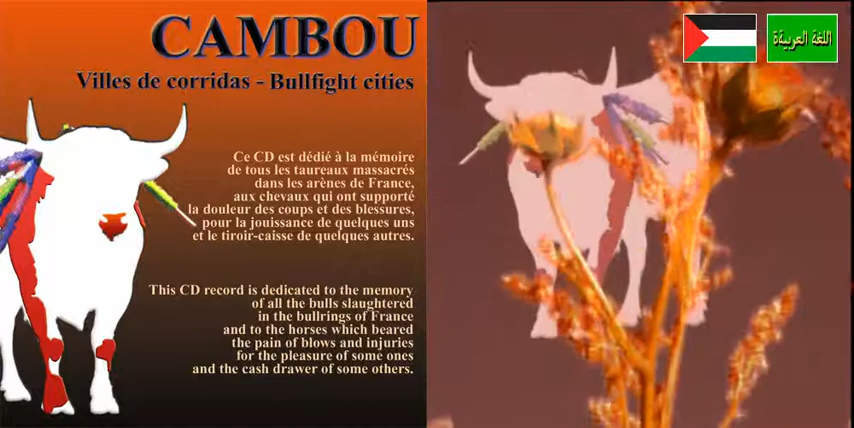 CAMBOU
Villes de corridas - Bullfight cities
Ce CD est dédié à la mémoire
de tous les taureaux massacrés
dans les arènes de France,
aux chevaux qui ont supporté
la douleur des coups et des blessures,
pour la jouissance de quelques uns
et le tiroir-caisse de quelques autres.
This CD record is dedicated to the memory
of all the bulls slaughtered
in the bullrings of France
and to the horses which beared
the pain of blows and injuries
for the pleasure of some ones
and the cash drawer of some others.
اللغة العربيةة